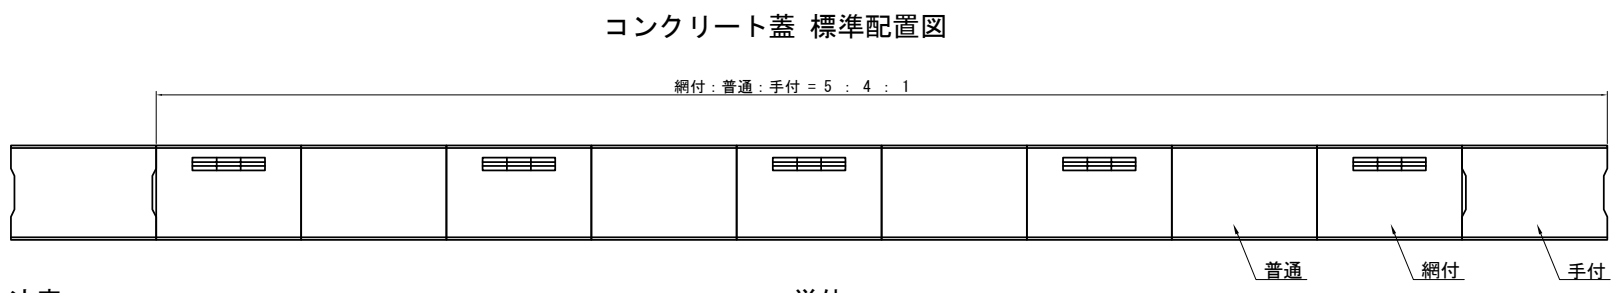 コンクリート蓋 標準配置図
網付：普通：手付 = 5 : 4 : 1
普通
網付
手付